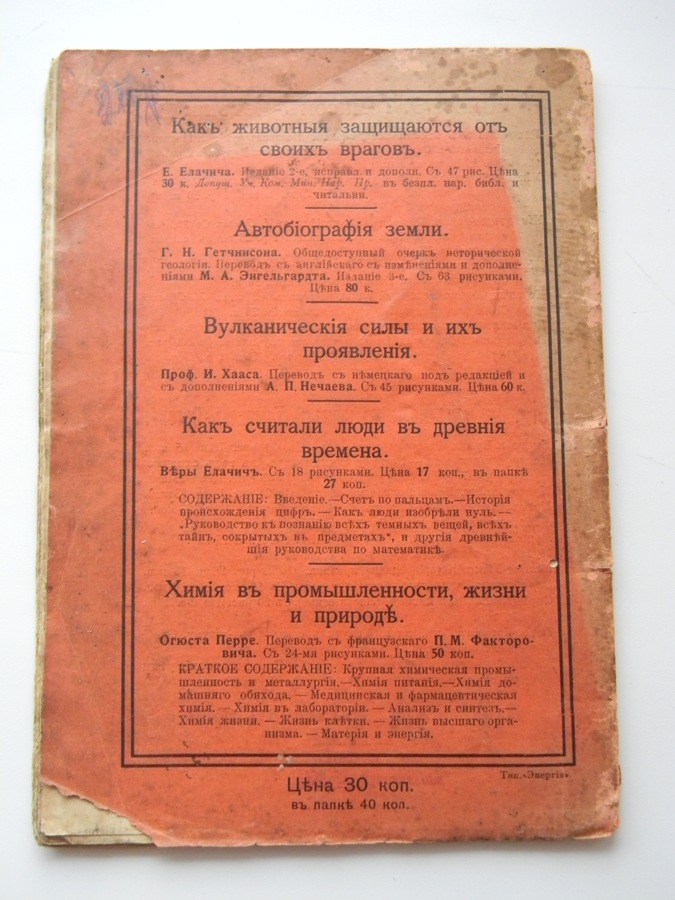 Какъ животныя защищаются отъ
своихъ враговъ.
Е. Елачича. Изданіе 2-е, исправл и дополн. Съ 47 рис. Цѣна
30 к. Допущ. Уч. Ком. Мин. Нар. Пр. въ безпл. нар. библ. и
читальни.
Автобіографія земли.
Г. Н. Гетчинсона. Общедоступный очеркъ исторической
геологіи. Переводъ съ англійскаго съ измѣненіями и дополне-
ніями М. А. Энгельгардта. Изданіе 3-е. Съ 63 рисунками.
Цѣна 80 к.
Вулканическія силы и ихъ
проявленія.
Проф. И. Хааса. Переводъ съ нѣмецкаго подъ редакціей и
съ дополненіями А. П. Нечаева. Съ 45 рисунками. Цѣна 60 к.
Какъ считали люди въ древнія
времена.
Вѣры Елачичъ. Съ 18 рисунками. Цѣна 17 коп., въ папкѣ
27 коп.
СОДЕРЖАНІЕ: Введеніе.—Счетъ по пальцамъ.—Исторія
происхожденія цифръ. — Какъ люди изобрѣли нуль. —
„Руководство къ познанію всѣхъ темныхъ вещей, всѣхъ
тайнъ, сокрытыхъ въ предметахъ“, и другія древнѣй-
шія руководства по математикѣ.
Химія въ промышленности, жизни
и природѣ.
Огюста Перре. Переводъ съ французскаго П. М. Факторо-
вича. Съ 24-мя рисунками. Цѣна 50 коп.
КРАТКОЕ СОДЕРЖАНІЕ: Крупная химическая промы-
шленность и металлургія.—Химія питанія.—Химія до-
машняго обихода. — Медицинская и фармацевтическая
химія. — Химія въ лабораторіи. — Анализъ и синтезъ.—
Химія жизни. — Жизнь клѣтки. — Жизнь высшаго орга-
низма. — Матерія и энергія.
Тип. «Энергія».
Цѣна 30 коп.
въ папкѣ 40 коп.